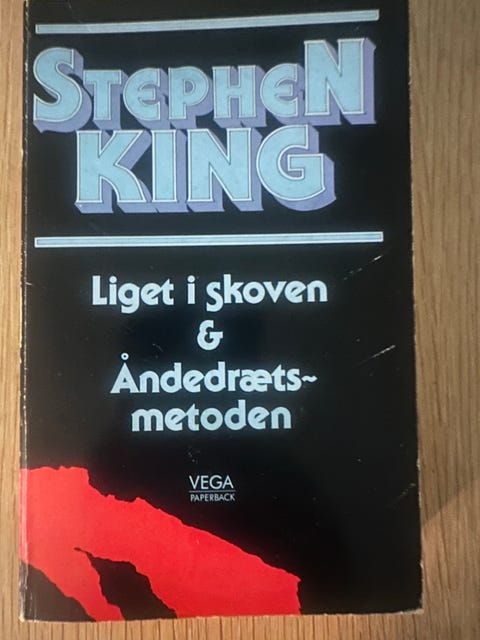 STEPHEN
KING
Liget i skoven
&
Åndedræts~
metoden
VEGA
PAPERBACK